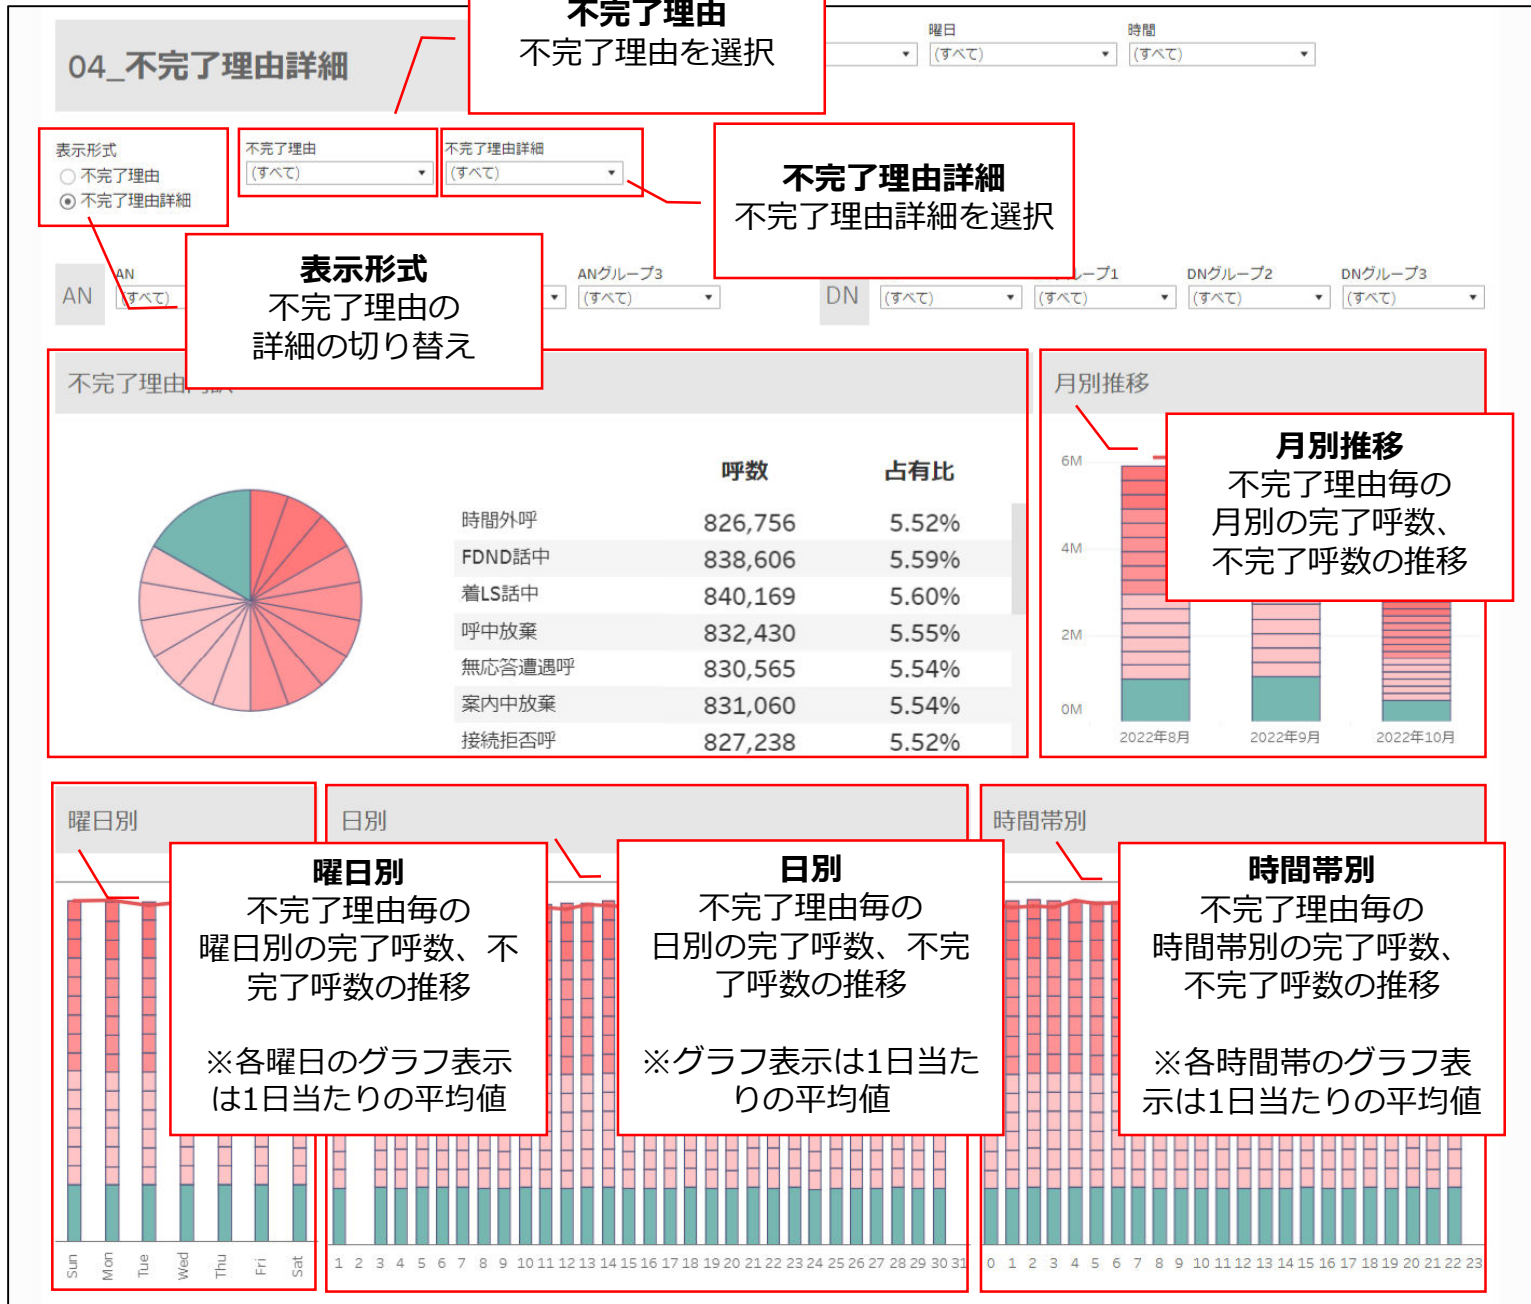 不完了理由
不完了理由を選択
曜日
時間
(すべて)
(すべて)
04_不完了理由詳細
表示形式
不完了理由
不完了理由詳細
不完了理由
(すべて)
不完了理由詳細
(すべて)
不完了理由詳細
不完了理由詳細を選択
表示形式
不完了理由の
詳細の切り替え
AN
AN
(すべて)
ANグループ3
(すべて)
DN
(すべて)
ループ1
(すべて)
DNグループ2
(すべて)
DNグループ3
(すべて)
不完了理由
月別推移
月別推移
不完了理由毎の
月別の完了呼数、
不完了呼数の推移
呼数 占有比
時間外呼 826,756 5.52%
FDND話中 838,606 5.59%
着LS話中 840,169 5.60%
呼中放棄 832,430 5.55%
無応答遭遇呼 830,565 5.54%
案内中放棄 831,060 5.54%
接続拒否呼 827,238 5.52%
6M
4M
2M
0M
2022年8月 2022年9月 2022年10月
曜日別
日別
時間帯別
曜日別
不完了理由毎の
曜日別の完了呼数、不
完了呼数の推移
※各曜日のグラフ表示
は1日当たりの平均値
日別
不完了理由毎の
日別の完了呼数、不完
了呼数の推移
※グラフ表示は1日当た
りの平均値
時間帯別
不完了理由毎の
時間帯別の完了呼数、
不完了呼数の推移
※各時間帯のグラフ表
示は1日当たりの平均値
Sun Mon Tue Wed Thu Fri Sat
1 2 3 4 5 6 7 8 9 10 11 12 13 14 15 16 17 18 19 20 21 22 23 24 25 26 27 28 29 30 31
0 1 2 3 4 5 6 7 8 9 10 11 12 13 14 15 16 17 18 19 20 21 22 23